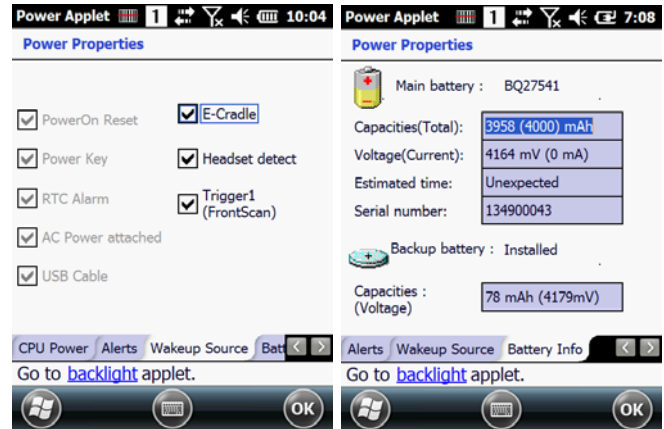 Power Applet 1 10:04
Power Properties
PowerOn Reset
E-Cradle
Power Key
Headset detect
RTC Alarm
Trigger1
(FrontScan)
AC Power attached
USB Cable
CPU Power Alerts Wakeup Source Batt
Go to backlight applet.
OK
Power Applet 1 7:08
Power Properties
Main battery : BQ27541
Capacities(Total): 3958 (4000) mAh
Voltage(Current): 4164 mV (0 mA)
Estimated time: Unexpected
Serial number: 134900043
Backup battery : Installed
Capacities : 78 mAh (4179mV)
(Voltage)
Alerts Wakeup Source Battery Info
Go to backlight applet.
OK